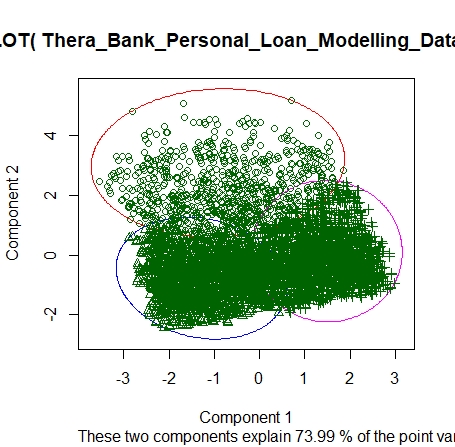 LOT( Thera_Bank_Personal_Loan_Modelling_Data
4
2
0
-2
Component 2
-3 -2 -1 0 1 2 3
Component 1
These two components explain 73.99 % of the point var